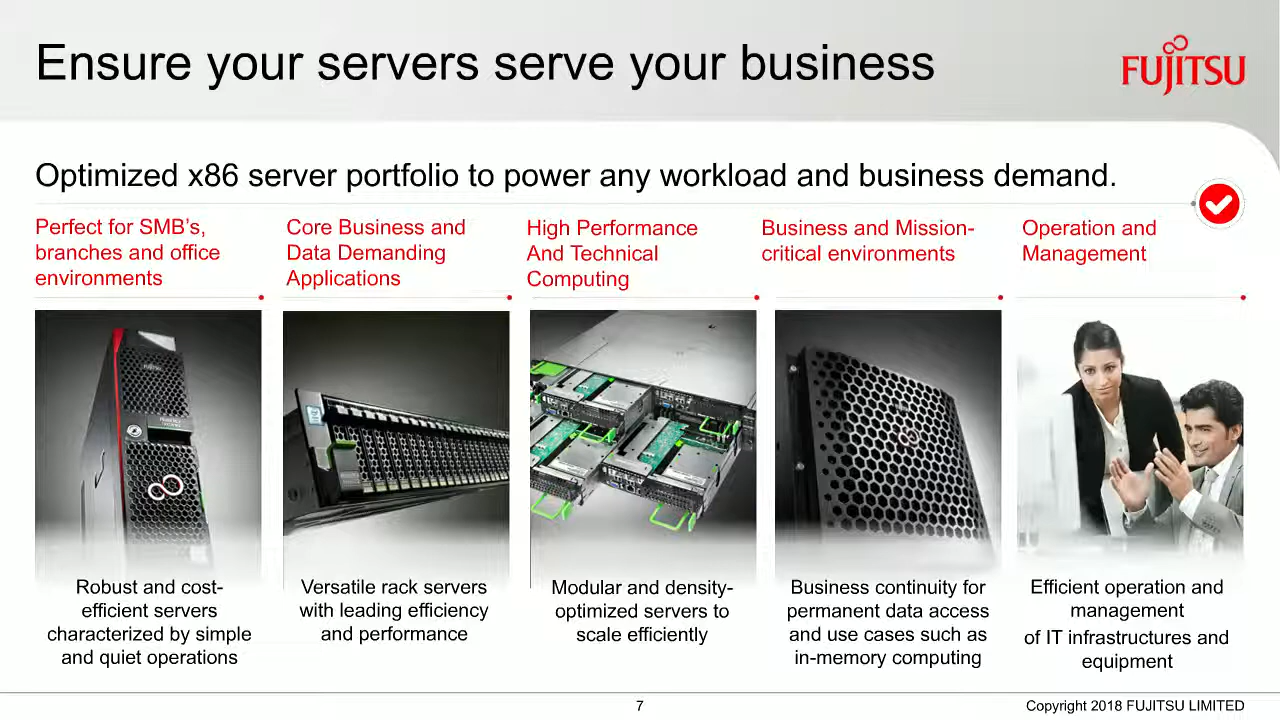 Ensure your servers serve your business
FUJITSU
Optimized x86 server portfolio to power any workload and business demand.
Perfect for SMB’s,
branches and office
environments
Core Business and
Data Demanding
Applications
High Performance
And Technical
Computing
Business and Mission-
critical environments
Operation and
Management
FUJITSU
Robust and cost-
efficient servers
characterized by simple
and quiet operations
Versatile rack servers
with leading efficiency
and performance
Modular and density-
optimized servers to
scale efficiently
Business continuity for
permanent data access
and use cases such as
in-memory computing
Efficient operation and
management
of IT infrastructures and
equipment
7
Copyright 2018 FUJITSU LIMITED